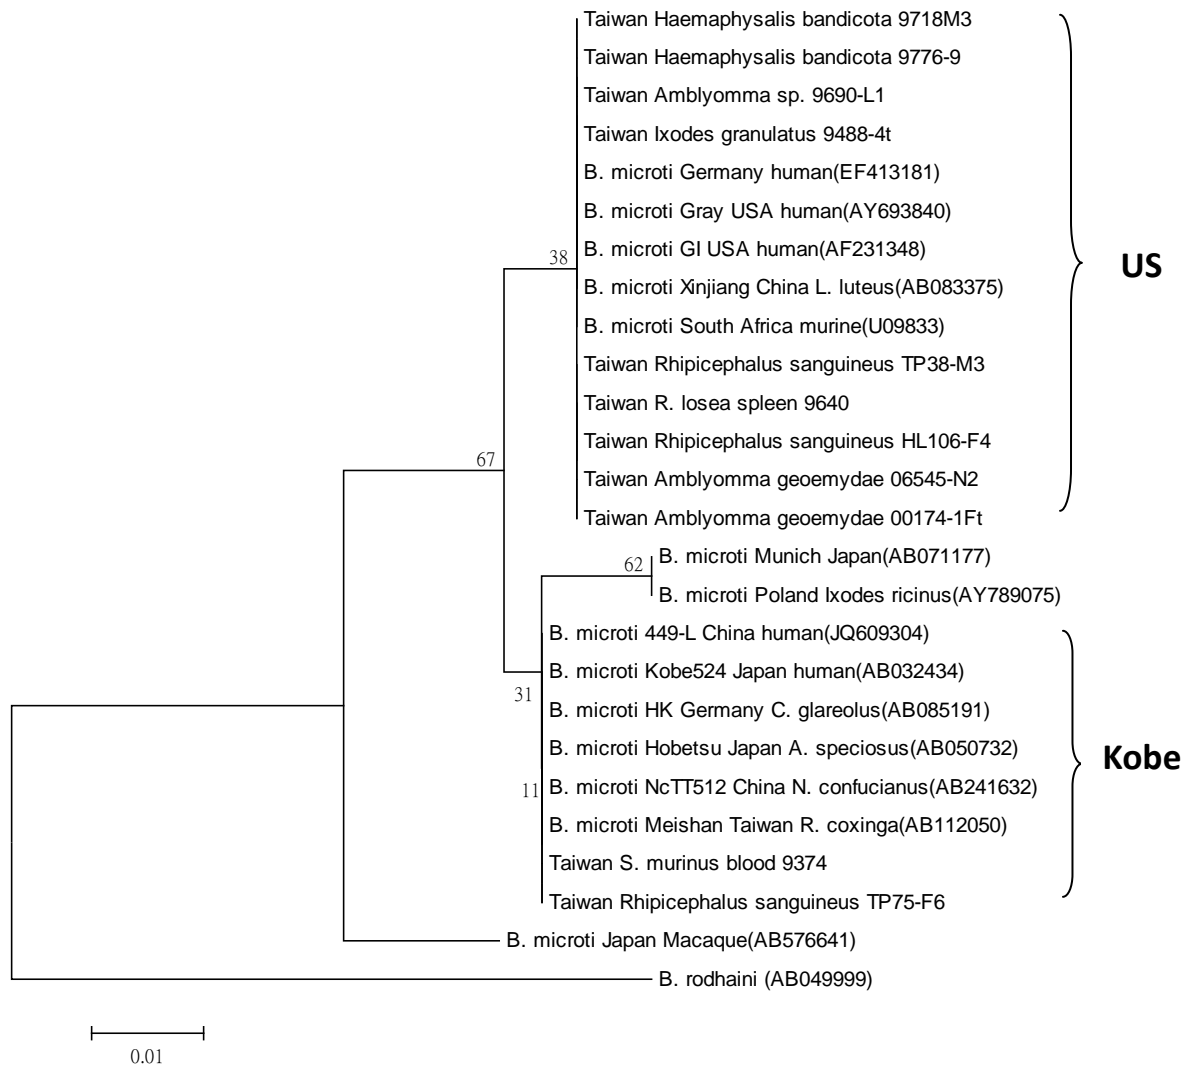 Taiwan Haemaphysalis bandicota 9718M3
Taiwan Haemaphysalis bandicota 9776-9
Taiwan Amblyomma sp. 9690-L1
Taiwan Ixodes granulatus 9488-4t
B. microti Germany human(EF413181)
B. microti Gray USA human(AY693840)
B. microti GI USA human(AF231348)
38
US
B. microti Xinjiang China L. luteus(AB083375)
B. microti South Africa murine(U09833)
Taiwan Rhipicephalus sanguineus TP38-M3
Taiwan R. losea spleen 9640
Taiwan Rhipicephalus sanguineus HL106-F4
67
Taiwan Amblyomma geoemydae 06545-N2
Taiwan Amblyomma geoemydae 00174-1Ft
B. microti Munich Japan(AB071177)
62
B. microti Poland Ixodes ricinus(AY789075)
B. microti 449-L China human(JQ609304)
B. microti Kobe524 Japan human(AB032434)
31
B. microti HK Germany C. glareolus(AB085191)
B. microti Hobetsu Japan A. speciosus(AB050732)
Kobe
11
B. microti NcTT512 China N. confucianus(AB241632)
B. microti Meishan Taiwan R. coxinga(AB112050)
Taiwan S. murinus blood 9374
Taiwan Rhipicephalus sanguineus TP75-F6
B. microti Japan Macaque(AB576641)
B. rodhaini (AB049999)
0.01